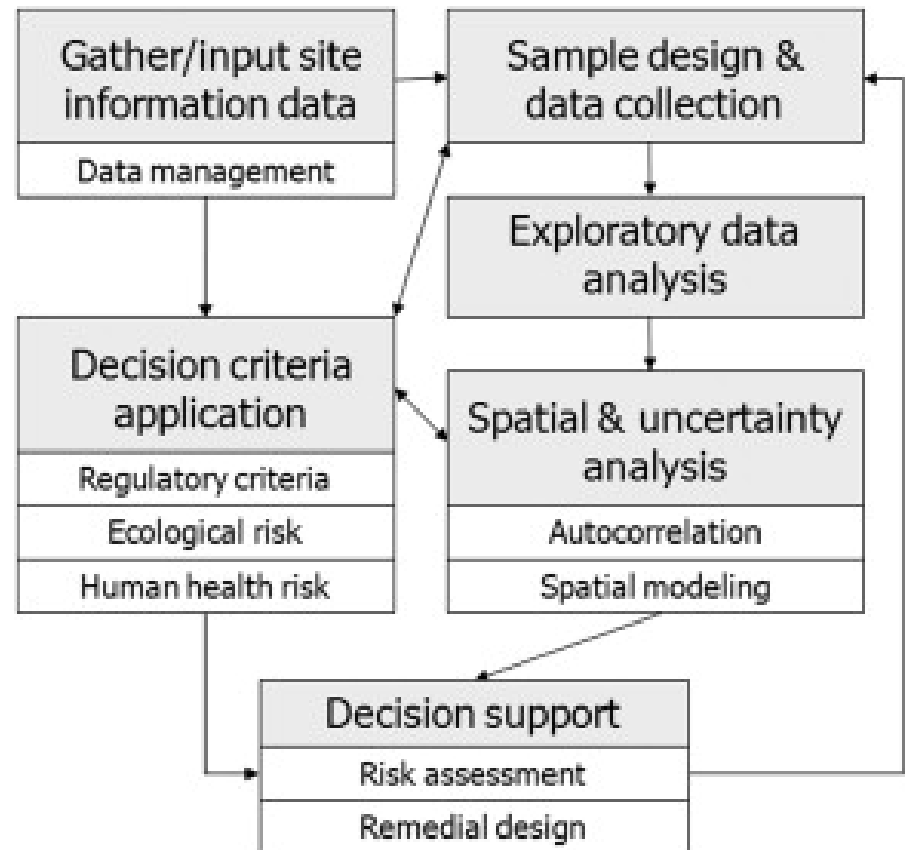 Gather/input site
information data
Data management
Sample design &
data collection
Exploratory data
analysis
Decision criteria
application
Regulatory criteria
Ecological risk
Human health risk
Spatial & uncertainty
analysis
Autocorrelation
Spatial modeling
Decision support
Risk assessment
Remedial design